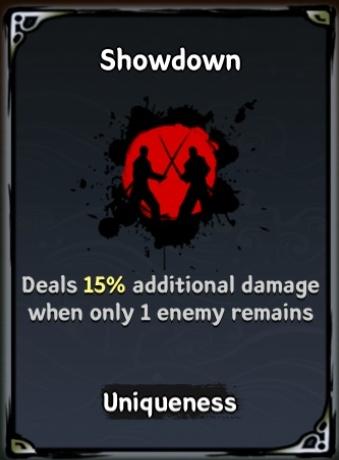 Showdown
Deals 15% additional damage
when only 1 enemy remains
Uniqueness